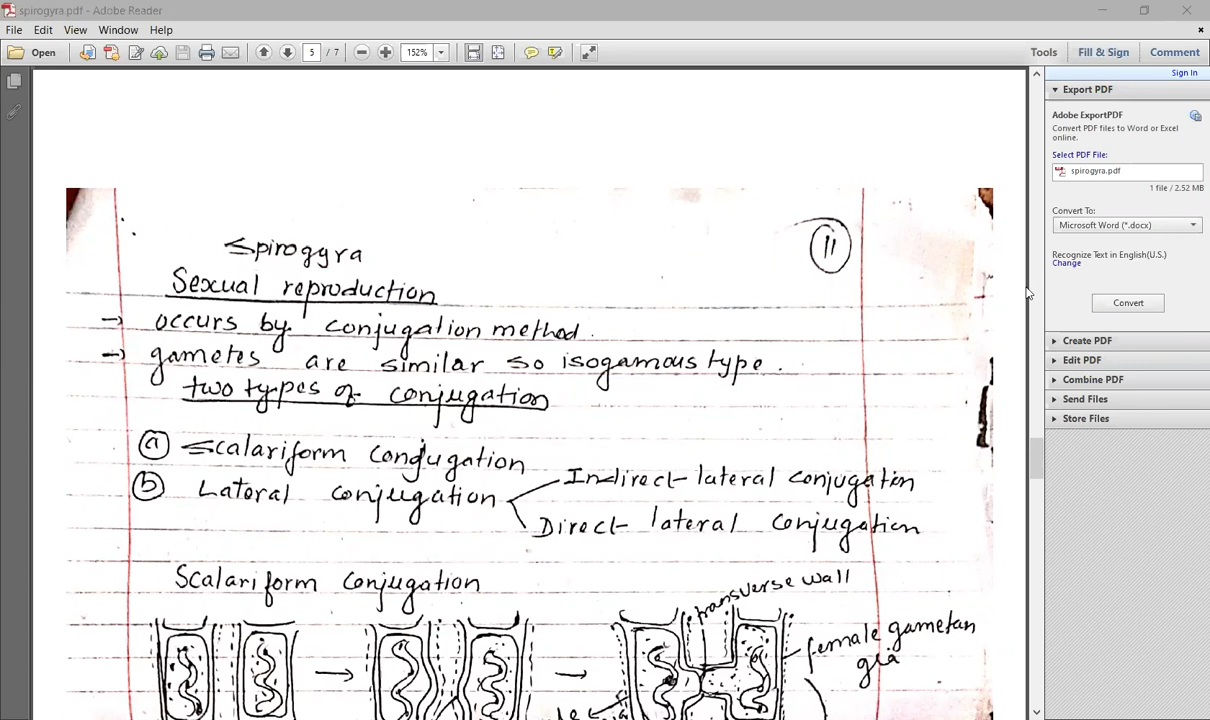 spirogyra.pdf - Adobe Reader
File Edit View Window Help
Open 5 / 7 152% Tools Fill & Sign Comment
Sign In
Export PDF
Adobe ExportPDF
Convert PDF files to Word or Excel
online.
Select PDF File:
spirogyra.pdf
1 file / 2.52 MB
Convert To:
Microsoft Word (*.docx)
Recognize Text in English(U.S.)
Change
Convert
Create PDF
Edit PDF
Combine PDF
Send Files
Store Files
11
Spirogyra
Sexual reproduction
→ occurs by conjugation method.
→ gametes are similar so isogamous type.
two types of conjugation
(a) Scalariform conjugation
(b) Lateral conjugation
Indirect lateral conjugation
Direct lateral conjugation
Scalariform conjugation
transverse wall
female gametan
gia